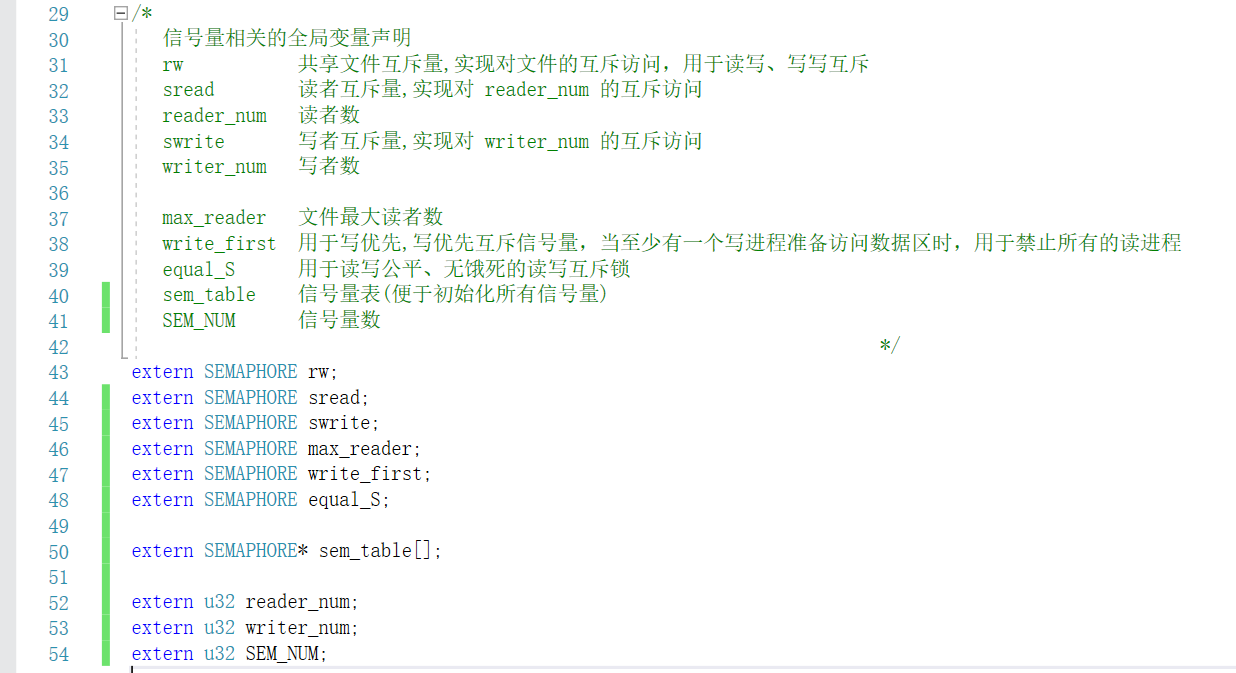 29 /*
30 信号量相关的全局变量声明
31 rw 共享文件互斥量,实现对文件的互斥访问，用于读写、写写互斥
32 sread 读者互斥量,实现对 reader_num 的互斥访问
33 reader_num 读者数
34 swrite 写者互斥量,实现对 writer_num 的互斥访问
35 writer_num 写者数
36
37 max_reader 文件最大读者数
38 write_first 用于写优先,写优先互斥信号量，当至少有一个写进程准备访问数据区时，用于禁止所有的读进程
39 equal_S 用于读写公平、无饿死的读写互斥锁
40 sem_table 信号量表(便于初始化所有信号量)
41 SEM_NUM 信号量数
42 */
43 extern SEMAPHORE rw;
44 extern SEMAPHORE sread;
45 extern SEMAPHORE swrite;
46 extern SEMAPHORE max_reader;
47 extern SEMAPHORE write_first;
48 extern SEMAPHORE equal_S;
49
50 extern SEMAPHORE* sem_table[];
51
52 extern u32 reader_num;
53 extern u32 writer_num;
54 extern u32 SEM_NUM;